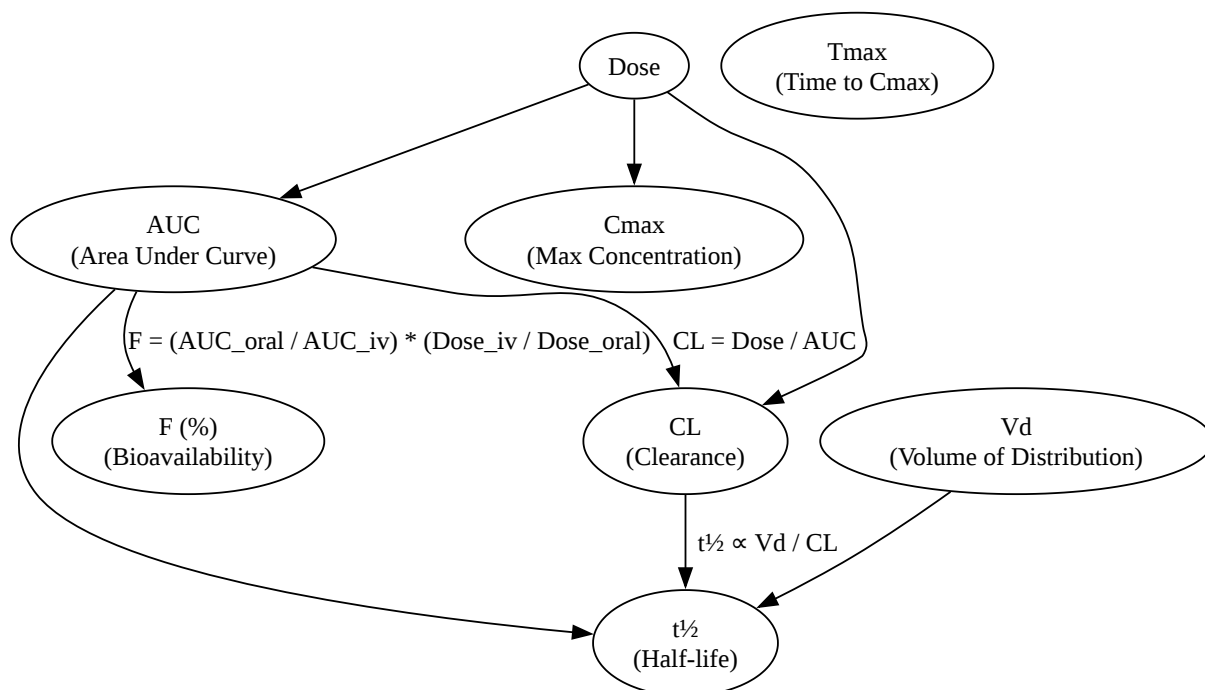 Dose
Tmax
(Time to Cmax)
AUC
(Area Under Curve)
Cmax
(Max Concentration)
F = (AUC_oral / AUC_iv) * (Dose_iv / Dose_oral)
CL = Dose / AUC
F (%)
(Bioavailability)
CL
(Clearance)
Vd
(Volume of Distribution)
t½ ∝ Vd / CL
t½
(Half-life)